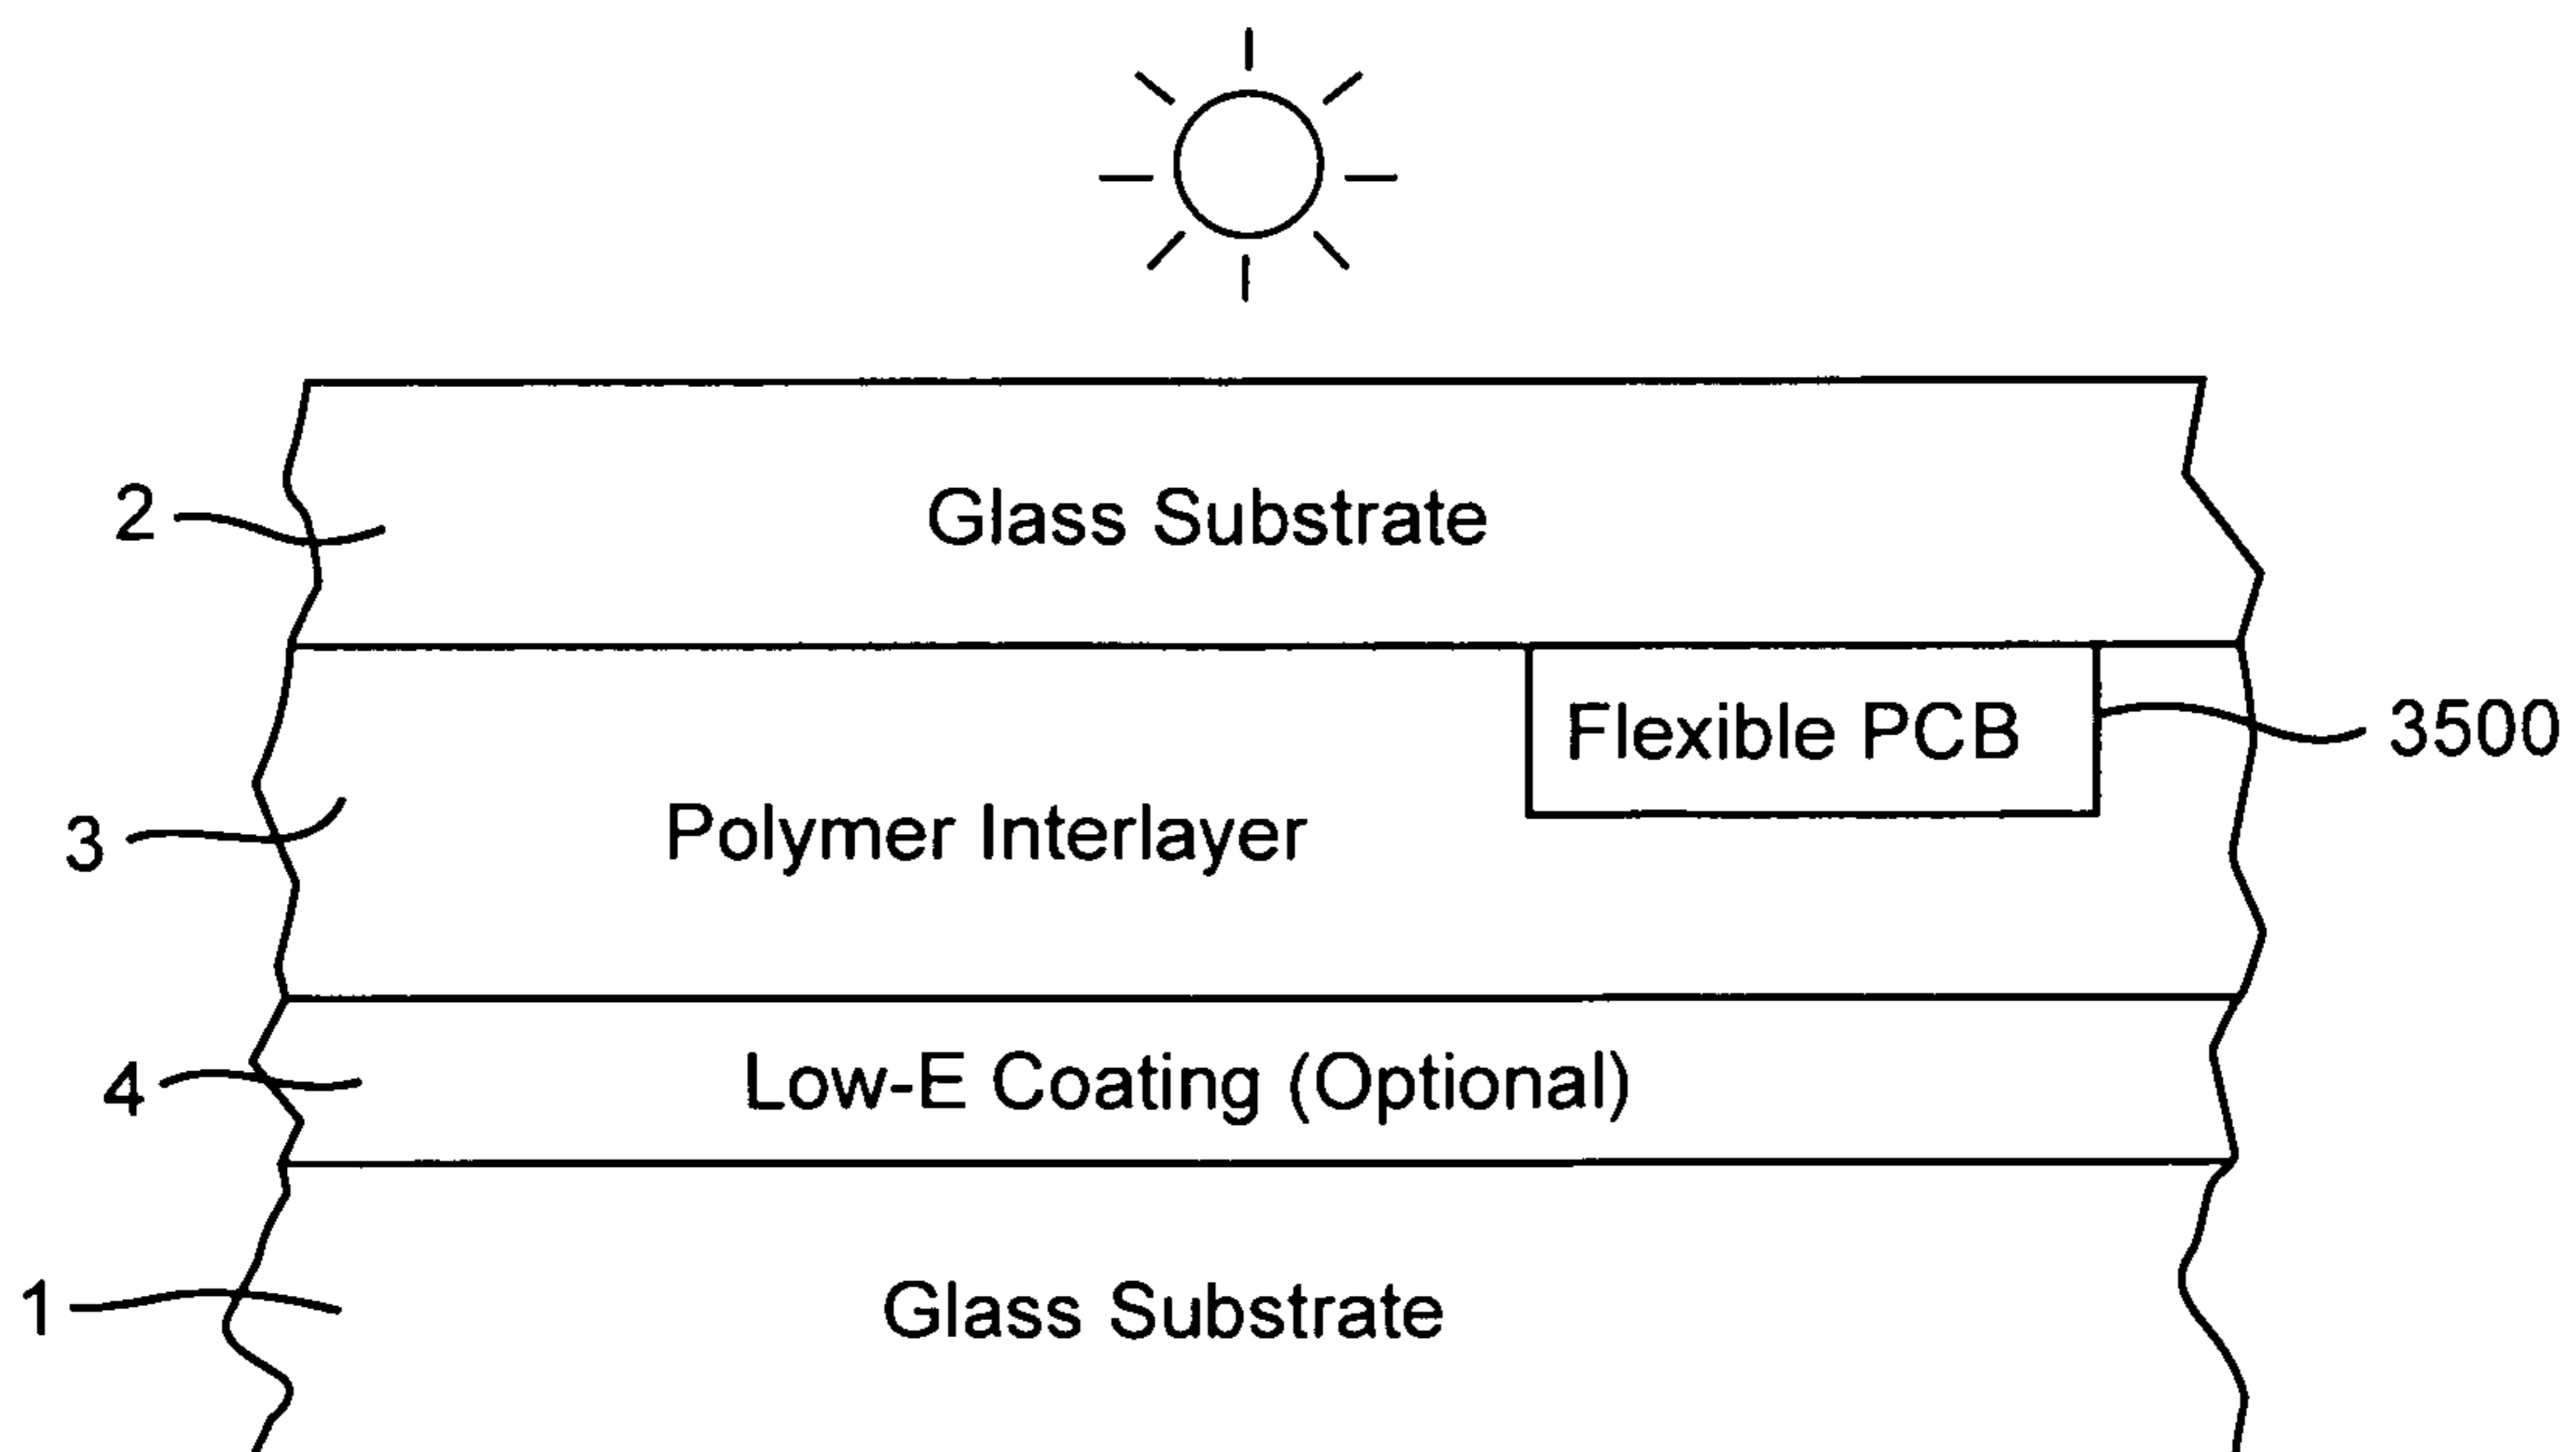 2
Glass Substrate
Flexible PCB
3500
3
Polymer Interlayer
4
Low-E Coating (Optional)
1
Glass Substrate